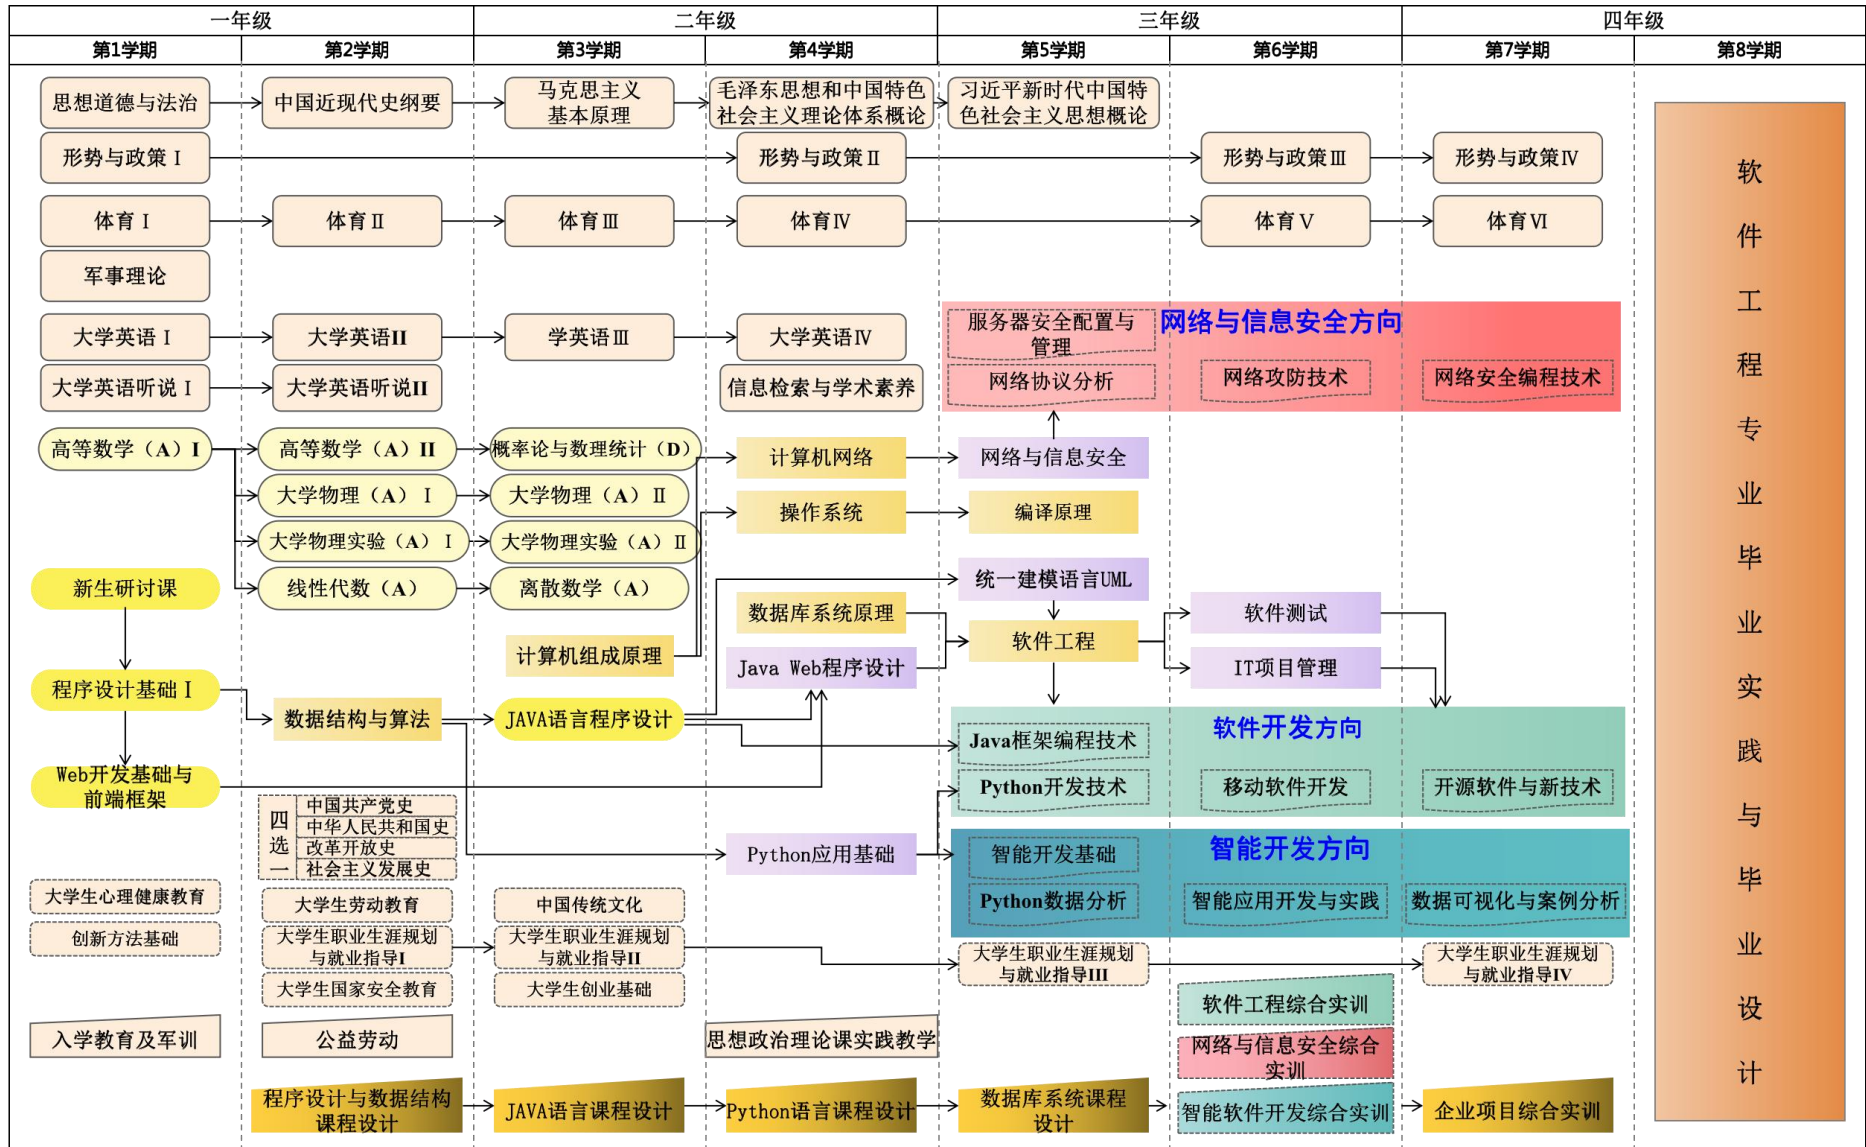 一年级
二年级
三年级
四年级
第1学期
第2学期
第3学期
第4学期
第5学期
第6学期
第7学期
第8学期
思想道德与法治
中国近现代史纲要
马克思主义
基本原理
毛泽东思想和中国特色
社会主义理论体系概论
习近平新时代中国特
色社会主义思想概论
形势与政策Ⅰ
形势与政策Ⅱ
形势与政策Ⅲ
形势与政策Ⅳ
体育Ⅰ
体育Ⅱ
体育Ⅲ
体育Ⅳ
体育Ⅴ
体育Ⅵ
军事理论
大学英语Ⅰ
大学英语II
学英语Ⅲ
大学英语Ⅳ
服务器安全配置与
管理
网络与信息安全方向
大学英语听说Ⅰ
大学英语听说II
信息检索与学术素养
网络协议分析
网络攻防技术
网络安全编程技术
高等数学（A）I
高等数学（A）II
概率论与数理统计（D）
计算机网络
网络与信息安全
大学物理（A）Ⅰ
大学物理（A）Ⅱ
操作系统
编译原理
大学物理实验（A）Ⅰ
大学物理实验（A）Ⅱ
新生研讨课
线性代数（A）
离散数学（A）
统一建模语言UML
数据库系统原理
软件测试
计算机组成原理
软件工程
Java Web程序设计
IT项目管理
程序设计基础Ⅰ
数据结构与算法
JAVA语言程序设计
软件开发方向
Java框架编程技术
Web开发基础与
前端框架
Python开发技术
移动软件开发
开源软件与新技术
四选一
中国共产党史
中华人民共和国史
改革开放史
社会主义发展史
Python应用基础
智能开发基础
智能开发方向
大学生心理健康教育
大学生劳动教育
中国传统文化
Python数据分析
智能应用开发与实践
数据可视化与案例分析
创新方法基础
大学生职业生涯规划
与就业指导I
大学生职业生涯规划
与就业指导II
大学生职业生涯规划
与就业指导III
大学生职业生涯规划
与就业指导IV
大学生国家安全教育
大学生创业基础
软件工程综合实训
入学教育及军训
公益劳动
思想政治理论课实践教学
网络与信息安全综合
实训
程序设计与数据结构
课程设计
JAVA语言课程设计
Python语言课程设计
数据库系统课程
设计
智能软件开发综合实训
企业项目综合实训
软件工程专业毕业实践与毕业设计